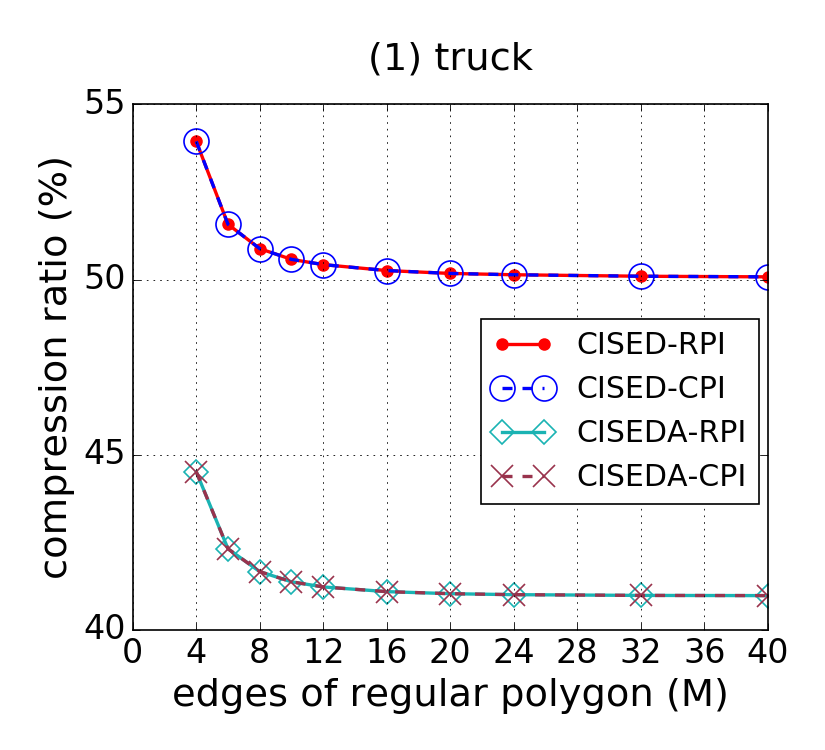 (1) truck
compression ratio (%)
55
50
45
40
0 4 8 12 16 20 24 28 32 36 40
edges of regular polygon (M)
CISED-RPI
CISED-CPI
CISEDA-RPI
CISEDA-CPI